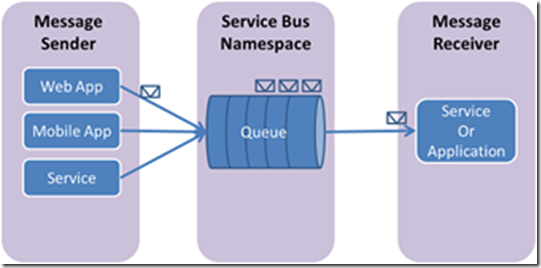 Message
Sender
Web App
Mobile App
Service
Service Bus
Namespace
Queue
Message
Receiver
Service
Or
Application